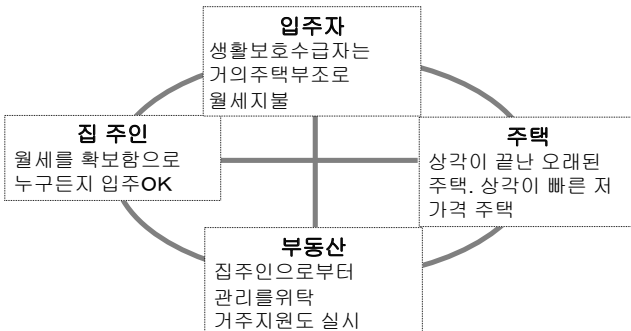 입주자
생활보호수급자는
거의주택부조로
월세지불
집 주인
월세를 확보함으로
누구든지 입주OK
주택
상각이 끝난 오래된
주택. 상각이 빠른 저
가격 주택
부동산
집주인으로부터
관리를위탁
거주지원도 실시